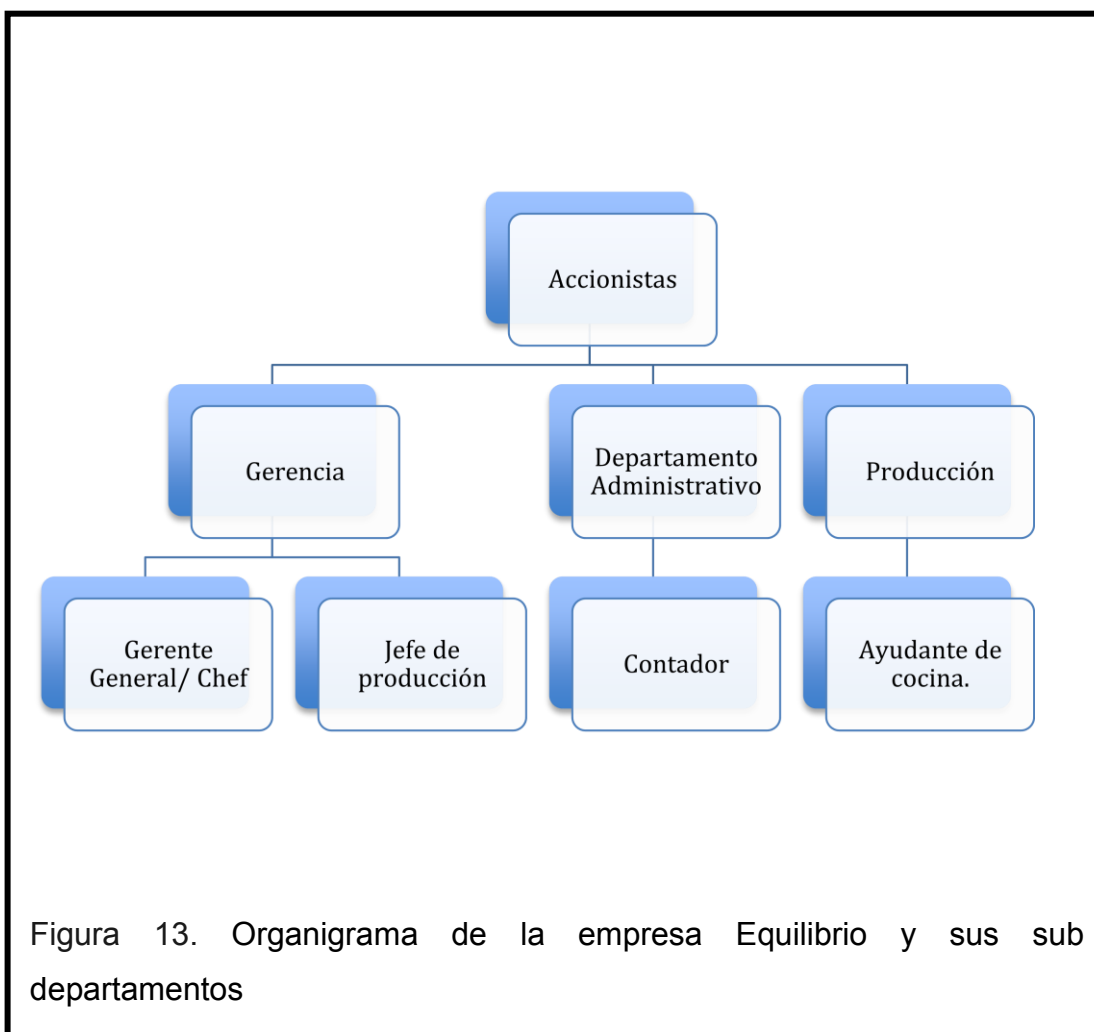 Accionistas
Gerencia
Departamento
Administrativo
Producción
Gerente
General/ Chef
Jefe de
producción
Contador
Ayudante de
cocina.
Figura 13. Organigrama de la empresa Equilibrio y sus sub
departamentos